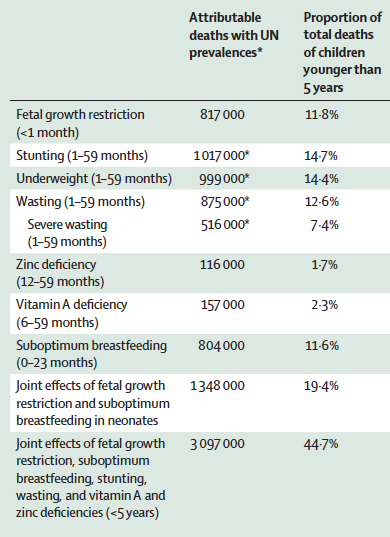 Attributable deaths with UN prevalences*
Proportion of total deaths of children younger than 5 years
Fetal growth restriction 817 000 11·8%
(<1 month)
Stunting (1–59 months) 1 017 000* 14·7%
Underweight (1–59 months) 999 000* 14·4%
Wasting (1–59 months) 875 000* 12·6%
Severe wasting 516 000* 7·4%
(1–59 months)
Zinc deficiency 116 000 1·7%
(12–59 months)
Vitamin A deficiency 157 000 2·3%
(6–59 months)
Suboptimum breastfeeding 804 000 11·6%
(0–23 months)
Joint effects of fetal growth 1 348 000 19·4%
restriction and suboptimum
breastfeeding in neonates
Joint effects of fetal growth 3 097 000 44·7%
restriction, suboptimum
breastfeeding, stunting,
wasting, and vitamin A and
zinc deficiencies (<5 years)